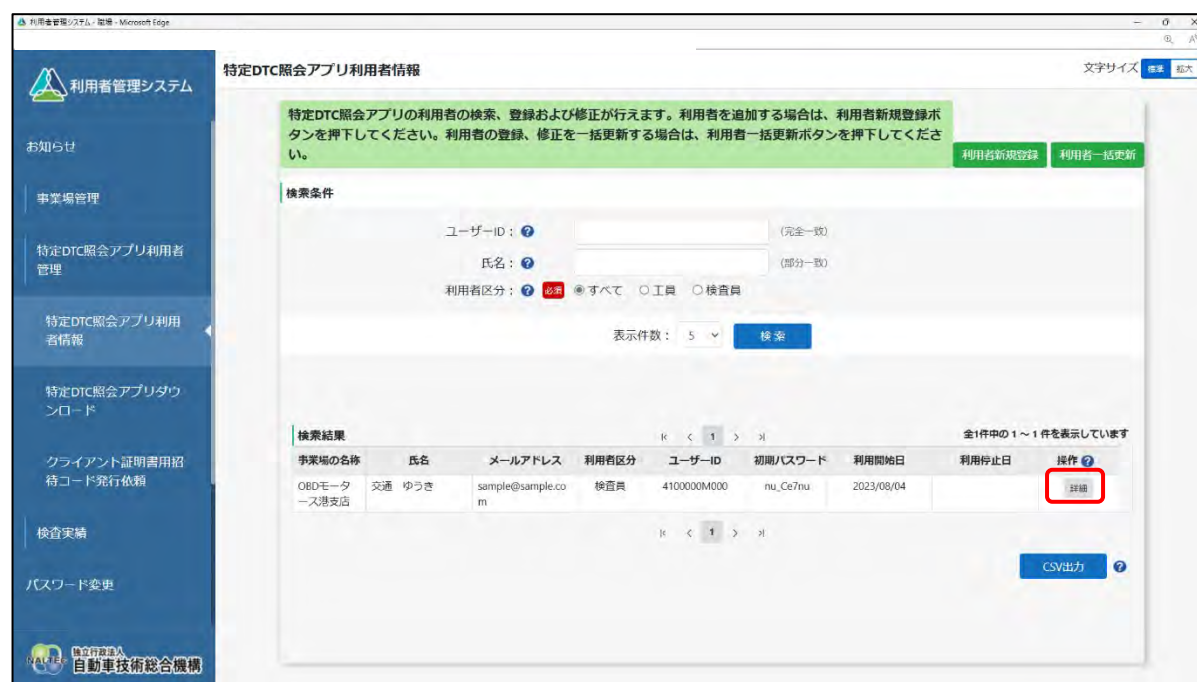 利用者管理システム - 職場 - Microsoft Edge
利用者管理システム
特定DTC照会アプリ利用者情報
文字サイズ 標準 拡大
お知らせ
事業場管理
特定DTC照会アプリ利用者
管理
特定DTC照会アプリ利用
者情報
特定DTC照会アプリダウ
ンロード
クライアント証明書用招
待コード発行依頼
検査実績
パスワード変更
独立行政法人
NALTEC 自動車技術総合機構
特定DTC照会アプリの利用者の検索、登録および修正が行えます。利用者を追加する場合は、利用者新規登録ボ
タンを押下してください。利用者の登録、修正を一括更新する場合は、利用者一括更新ボタンを押下してくださ
い。
利用者新規登録 利用者一括更新
検索条件
ユーザーID： (完全一致)
氏名： (部分一致)
利用者区分： 必須 すべて 工員 検査員
表示件数： 5 検索
検索結果
1
全1件中の 1 ～ 1 件を表示しています
事業場の名称 氏名 メールアドレス 利用者区分 ユーザーID 初期パスワード 利用開始日 利用停止日 操作
OBDモータ 交通 ゆうき sample@sample.co 検査員 4100000M000 nu_Ce7nu 2023/08/04 詳細
ース港支店 m
1
CSV出力